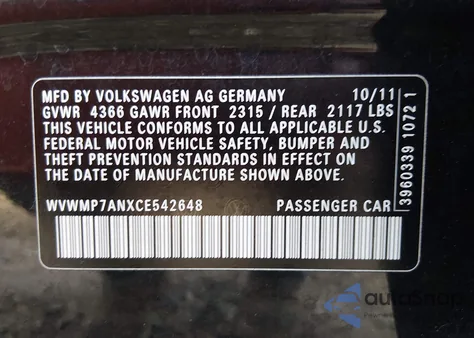 MFD BY VOLKSWAGEN AG GERMANY 10/11
GVWR 4366 GAWR FRONT 2315 / REAR 2117 LBS
THIS VEHICLE CONFORMS TO ALL APPLICABLE U.S.
FEDERAL MOTOR VEHICLE SAFETY, BUMPER AND
THEFT PREVENTION STANDARDS IN EFFECT ON
THE DATE OF MANUFACTURE SHOWN ABOVE.
WVWMP7ANXCE542648 PASSENGER CAR
3960339 1072 1